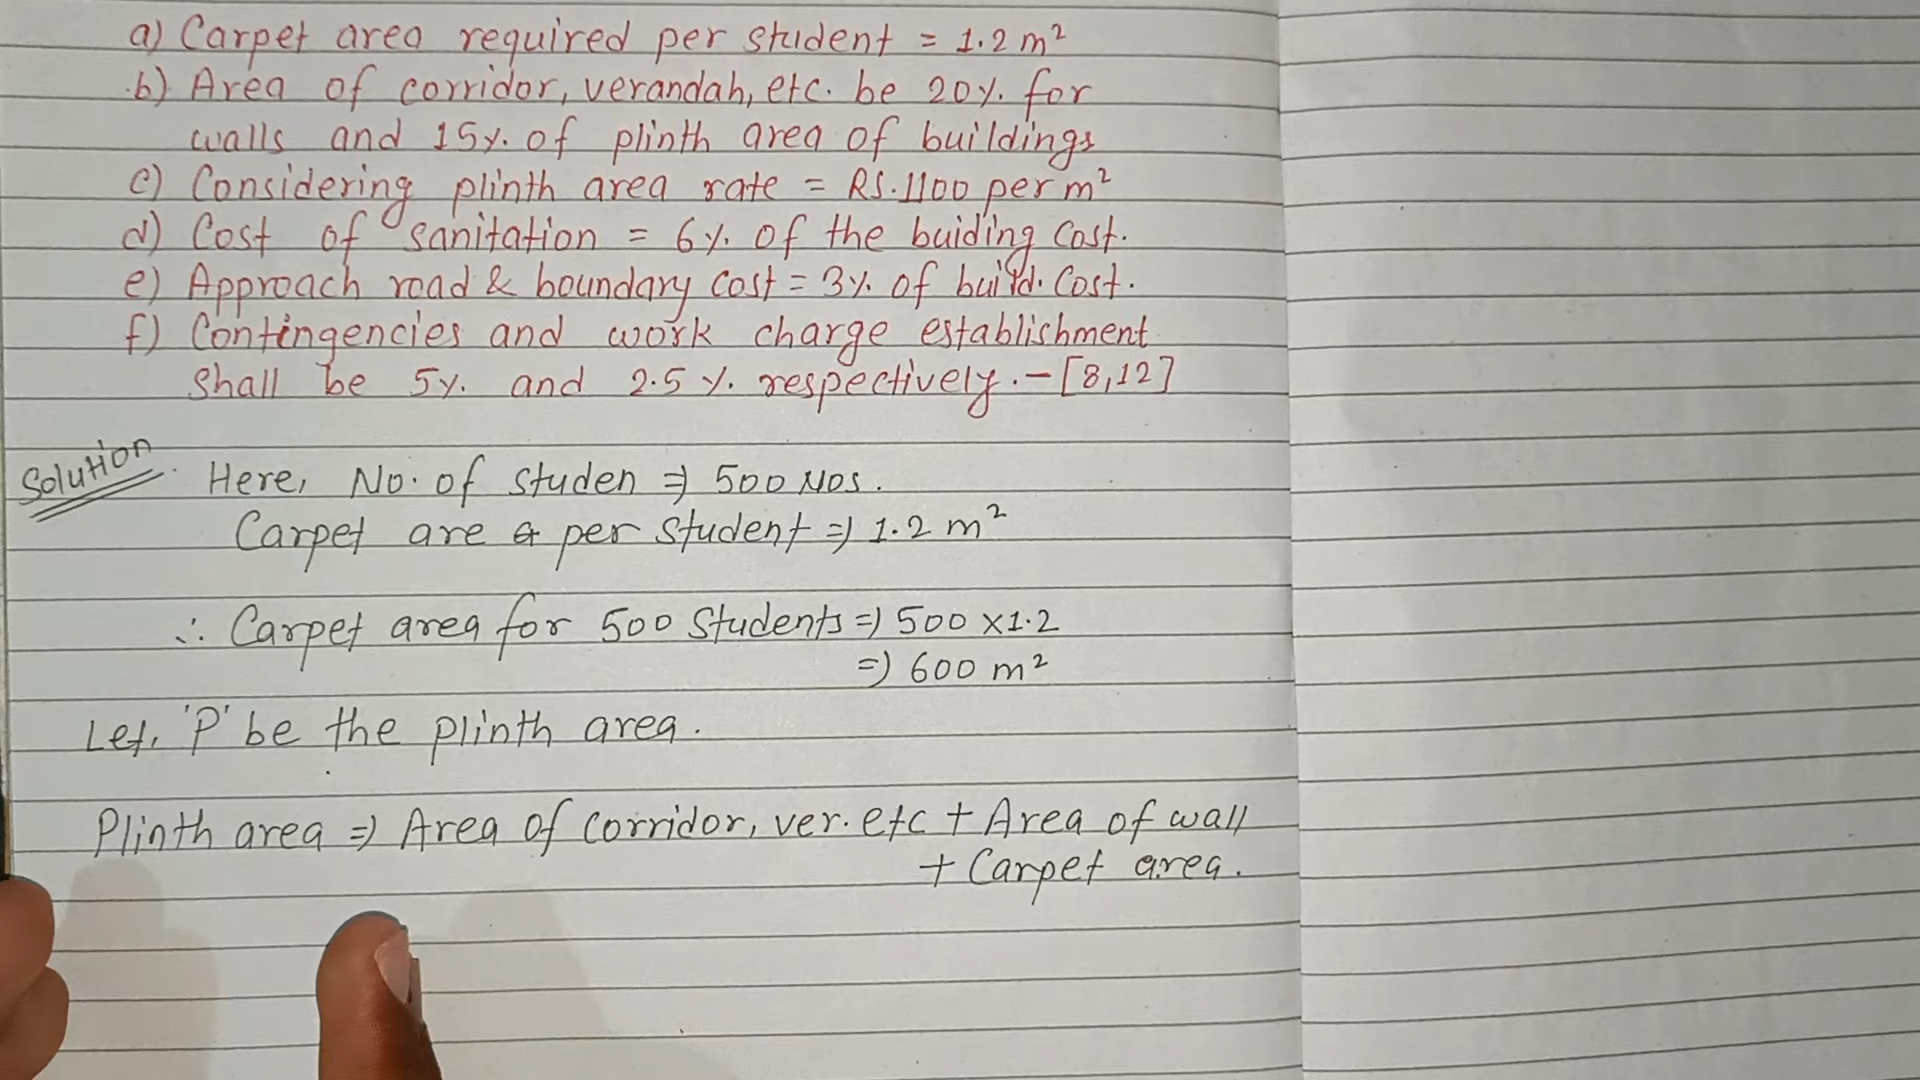 a) Carpet area required per student = 1.2 m²
b) Area of corridor, verandah, etc. be 20%. for
walls and 15%. of plinth area of buildings
c) Considering plinth area rate = RS. 1100 per m²
d) Cost of sanitation = 6%. of the buiding cost.
e) Approach road & boundary cost = 3%. of build. cost.
f) Contingencies and work charge establishment
shall be 5%. and 2.5%. respectively. - [8,12]
Solution. Here, No. of studen ⇒ 500 Nos.
Carpet are a per student ⇒ 1.2 m²
∴ Carpet area for 500 students ⇒ 500 × 1.2
⇒ 600 m²
Let, 'P' be the plinth area.
Plinth area ⇒ Area of corridor, ver. etc + Area of wall
+ Carpet area.